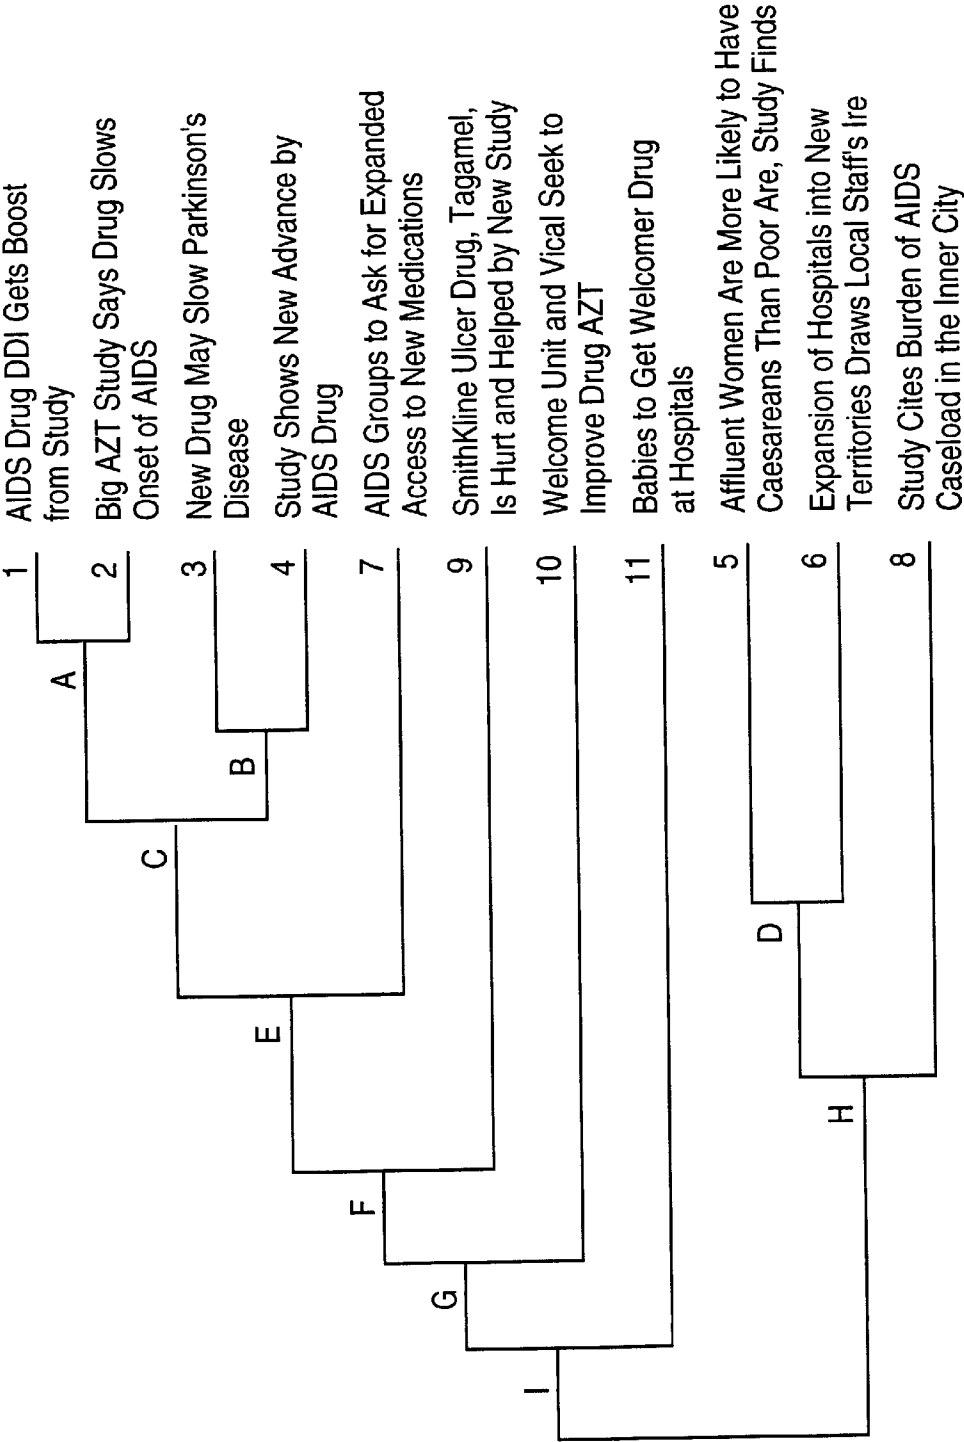 1 AIDS Drug DDI Gets Boost
from Study
2 Big AZT Study Says Drug Slows
Onset of AIDS
3 New Drug May Slow Parkinson's
Disease
4 Study Shows New Advance by
AIDS Drug
7 AIDS Groups to Ask for Expanded
Access to New Medications
9 SmithKline Ulcer Drug, Tagamel,
Is Hurt and Helped by New Study
10 Welcome Unit and Vical Seek to
Improve Drug AZT
11 Babies to Get Welcomer Drug
at Hospitals
5 Affluent Women Are More Likely to Have
Caesareans Than Poor Are, Study Finds
6 Expansion of Hospitals into New
Territories Draws Local Staff's Ire
8 Study Cites Burden of AIDS
Caseload in the Inner City
A
B
C
D
E
F
G
H
I